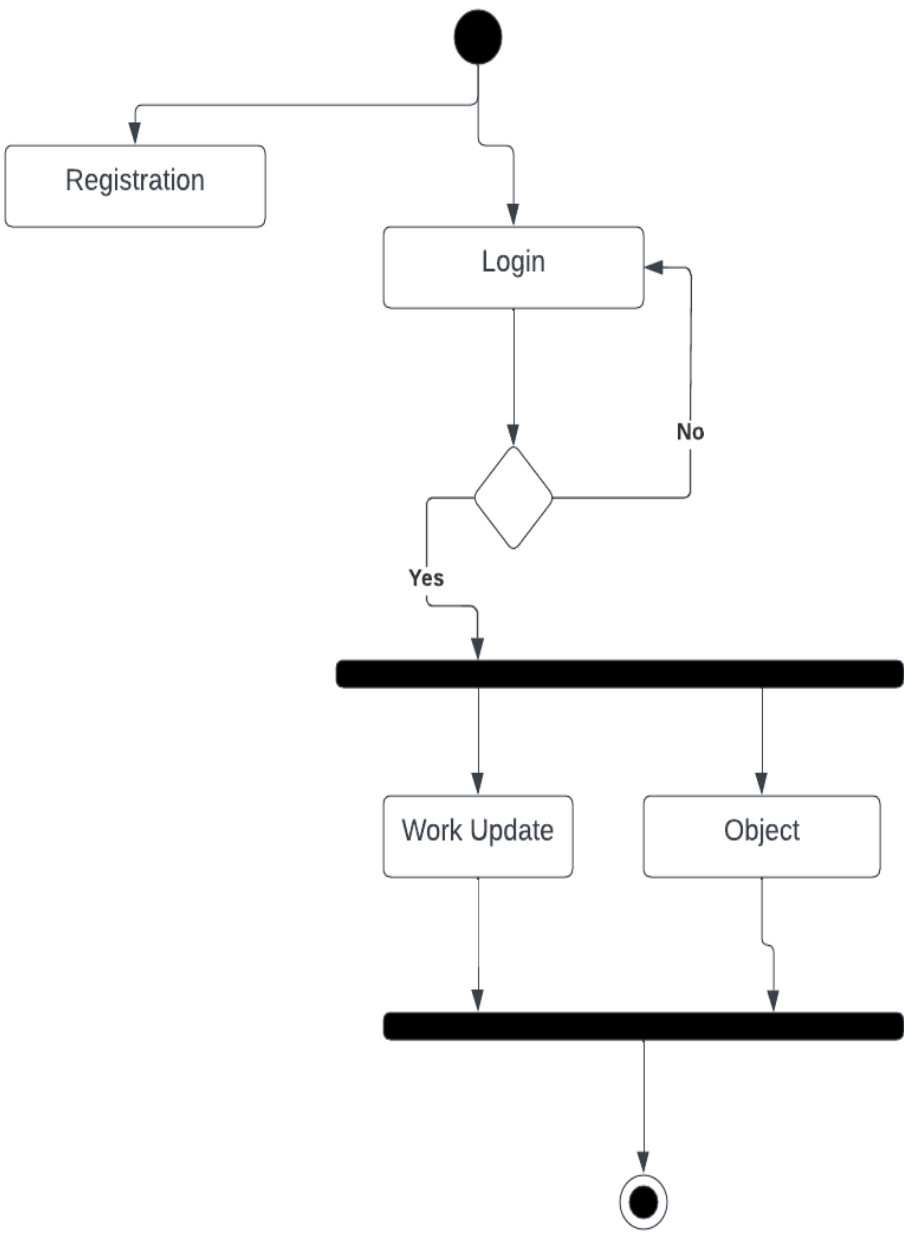 Registration
Login
No
Yes
Work Update
Object